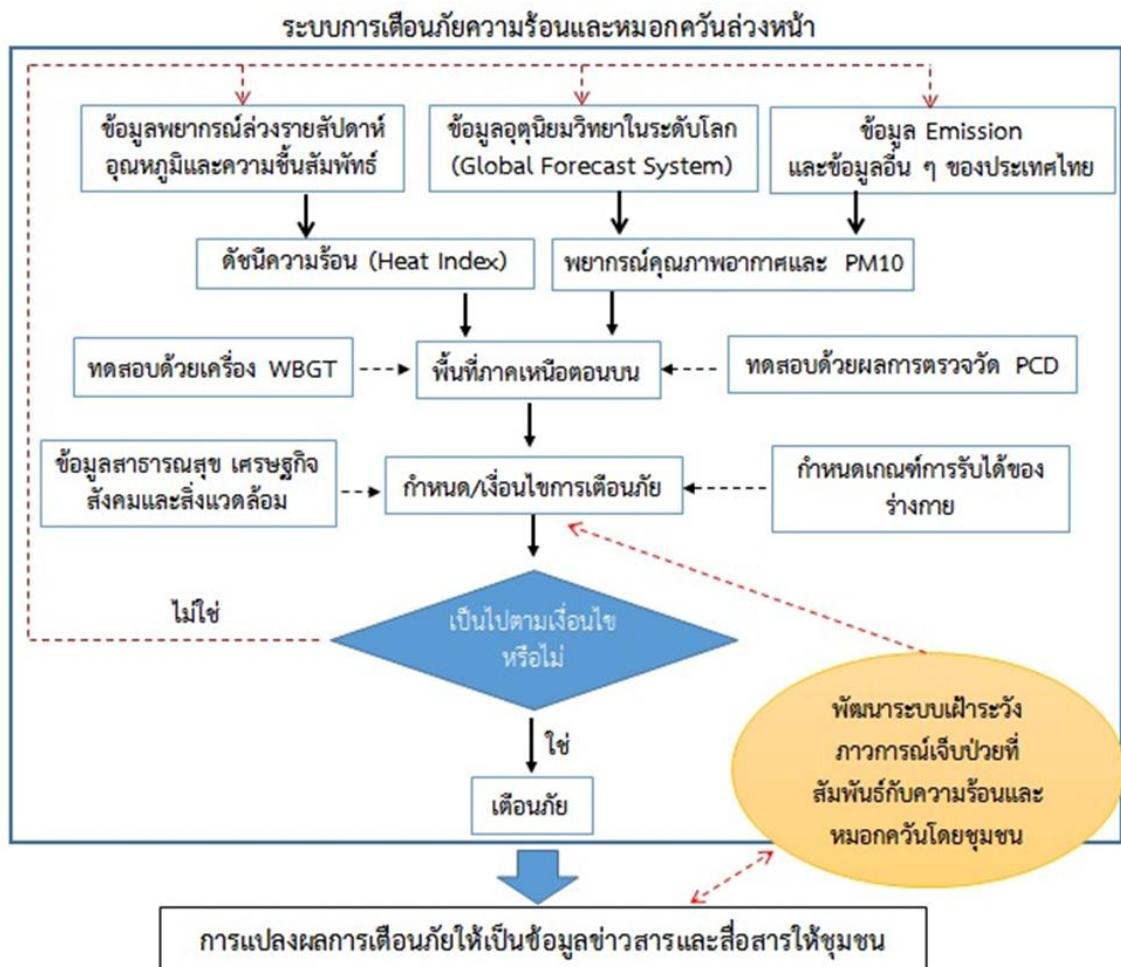 ระบบการเตือนภัยความร้อนและหมอกควันล่วงหน้า
ข้อมูลพยากรณ์ล่วงรายสัปดาห์
อุณหภูมิและความชื้นสัมพัทธ์
ข้อมูลอุตุนิยมวิทยาในระดับโลก
(Global Forecast System)
ข้อมูล Emission
และข้อมูลอื่น ๆ ของประเทศไทย
ดัชนีความร้อน (Heat Index)
พยากรณ์คุณภาพอากาศและ PM10
ทดสอบด้วยเครื่อง WBGT
พื้นที่ภาคเหนือตอนบน
ทดสอบด้วยผลการตรวจวัด PCD
ข้อมูลสาธารณสุข เศรษฐกิจ
สังคมและสิ่งแวดล้อม
กำหนด/เงื่อนไขการเตือนภัย
กำหนดเกณฑ์การรับได้ของ
ร่างกาย
ไม่ใช่
เป็นไปตามเงื่อนไข
หรือไม่
ใช่
เตือนภัย
พัฒนาระบบเฝ้าระวัง
ภาวการณ์เจ็บป่วยที่
สัมพันธ์กับความร้อนและ
หมอกควันโดยชุมชน
การแปลงผลการเตือนภัยให้เป็นข้อมูลข่าวสารและสื่อสารให้ชุมชน